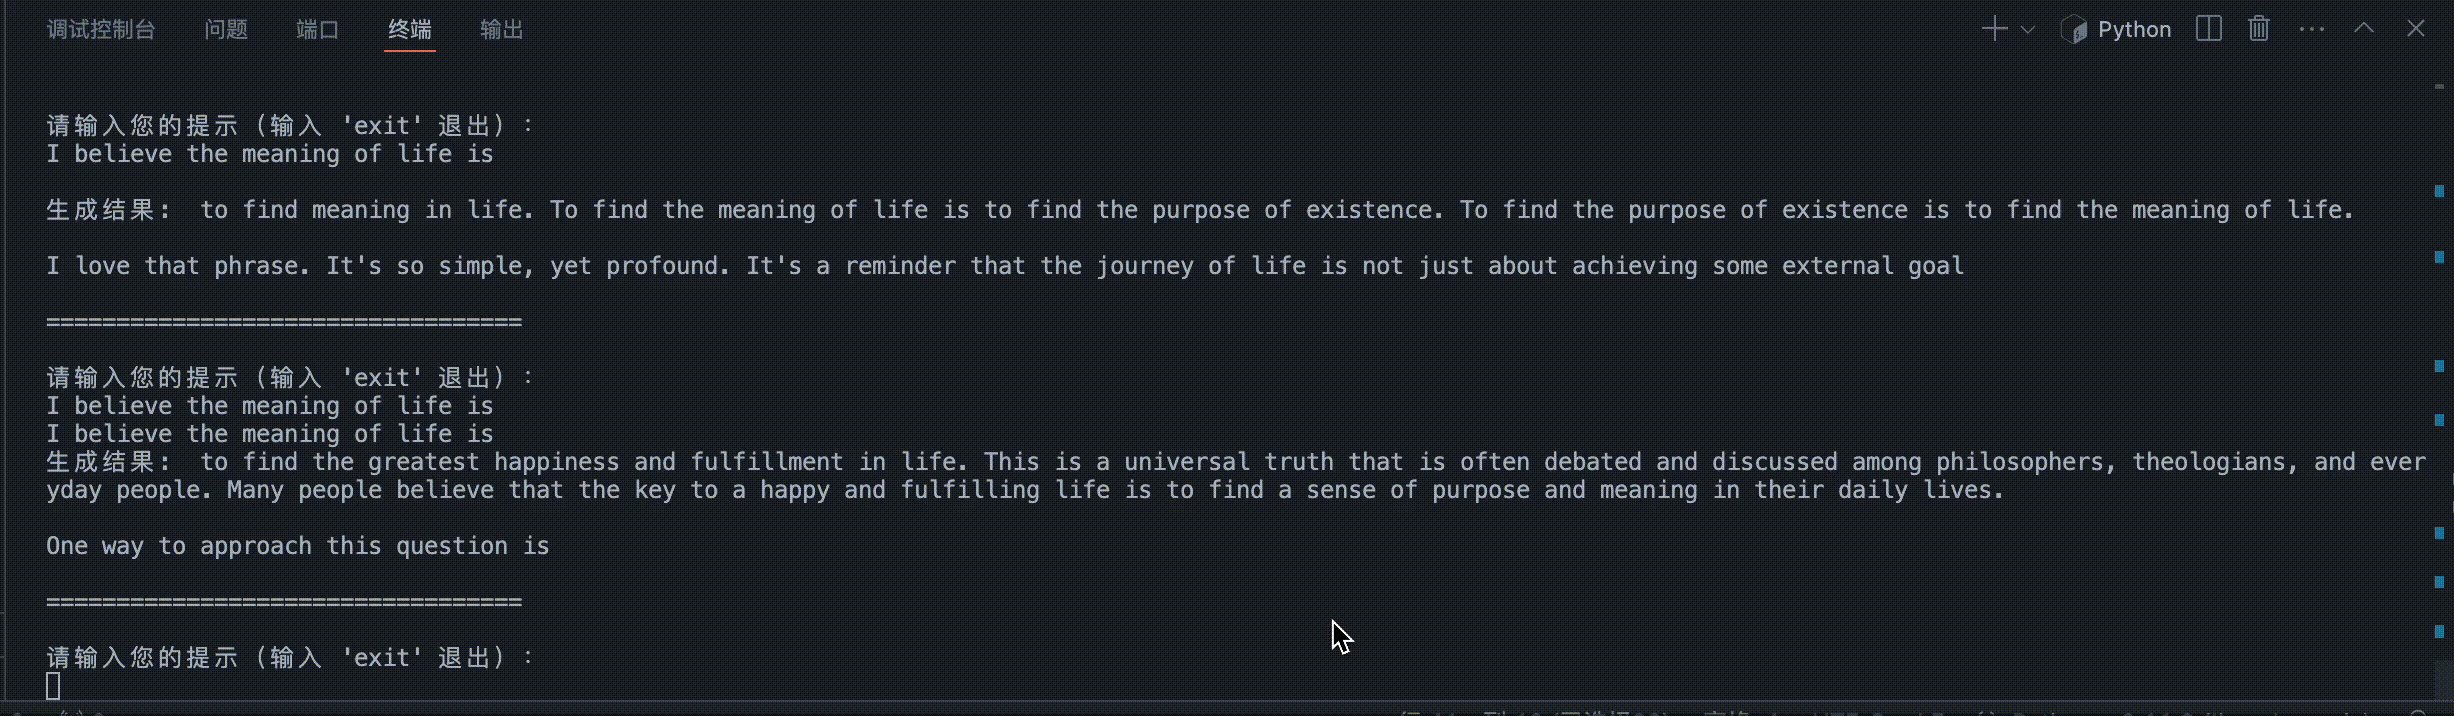 调试控制台 问题 端口 终端 输出 Python
请输入您的提示（输入 'exit' 退出）：
I believe the meaning of life is
生成结果： to find meaning in life. To find the meaning of life is to find the purpose of existence. To find the purpose of existence is to find the meaning of life.
I love that phrase. It's so simple, yet profound. It's a reminder that the journey of life is not just about achieving some external goal
==================================
请输入您的提示（输入 'exit' 退出）：
I believe the meaning of life is
I believe the meaning of life is
生成结果： to find the greatest happiness and fulfillment in life. This is a universal truth that is often debated and discussed among philosophers, theologians, and ever
yday people. Many people believe that the key to a happy and fulfilling life is to find a sense of purpose and meaning in their daily lives.
One way to approach this question is
==================================
请输入您的提示（输入 'exit' 退出）：